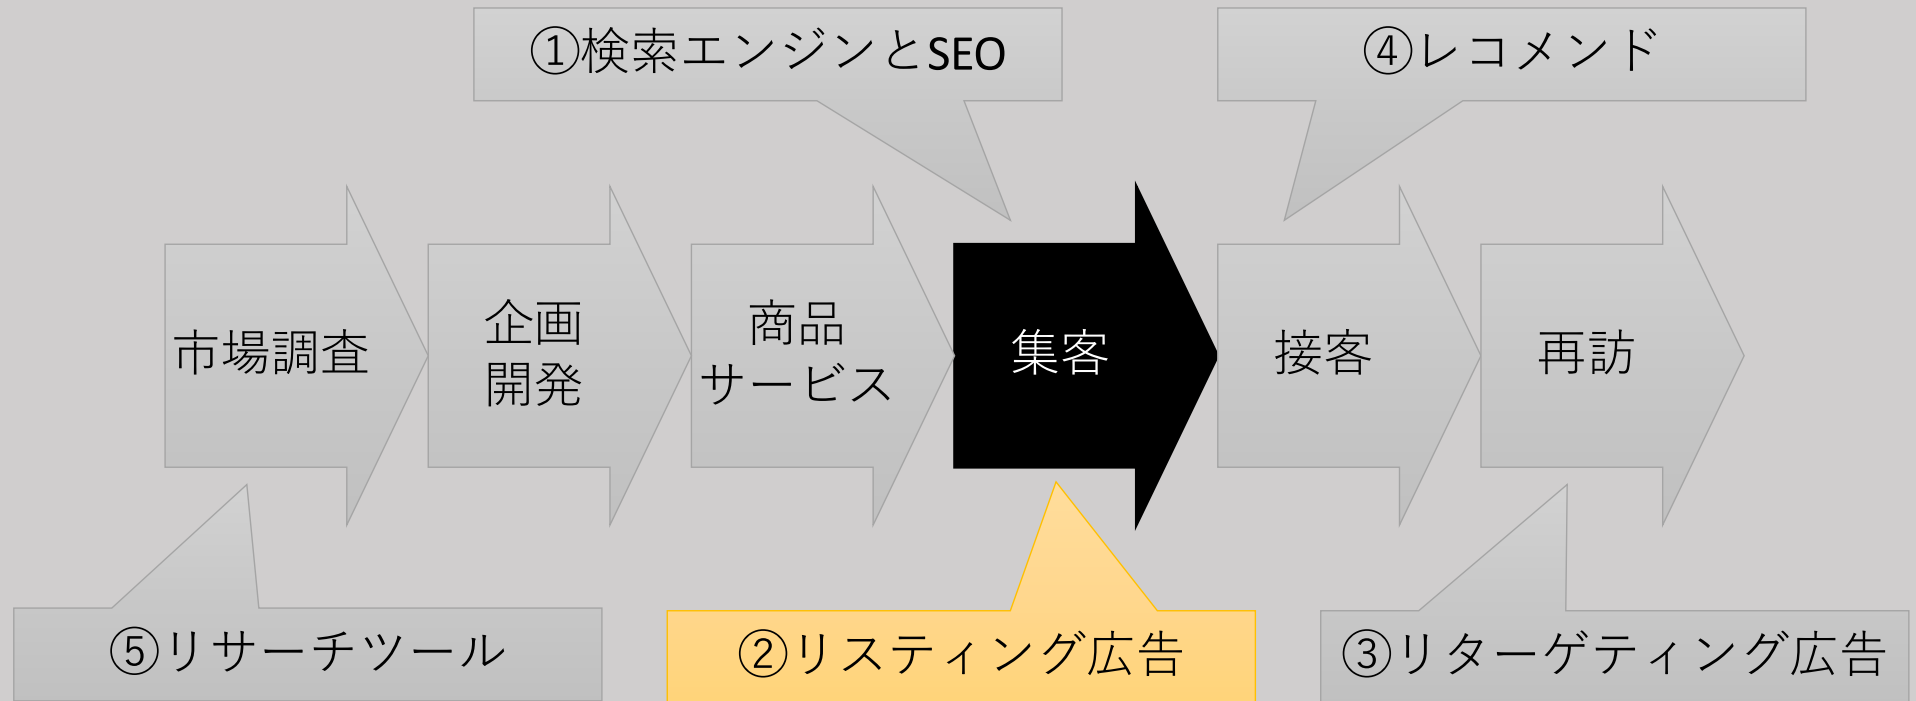 ①検索エンジンとSEO
④レコメンド
市場調査
企画
開発
商品
サービス
集客
接客
再訪
⑤リサーチツール
②リスティング広告
③リターゲティング広告